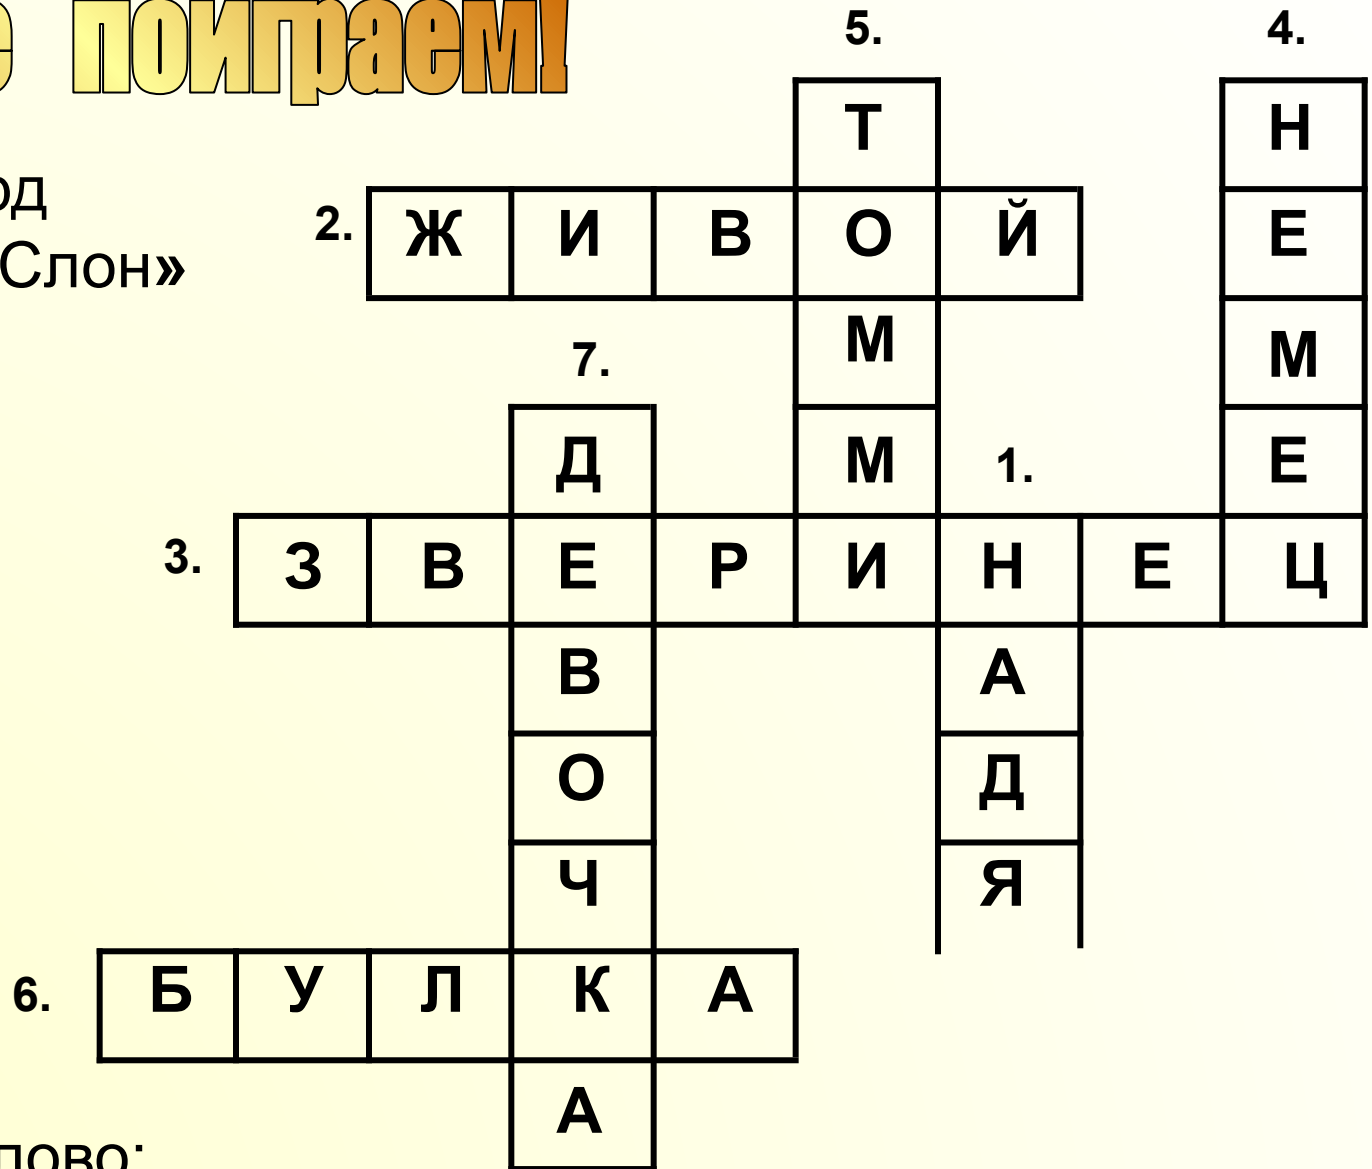 е поиграем!
од
Слон»
5.
4.
Т
Н
2. Ж И В О Й
Е
7.
М
М
Д
М
1.
Е
3. З В Е Р И Н Е Ц
В
А
О
Д
Ч
Я
6. Б У Л К А
А
лово: